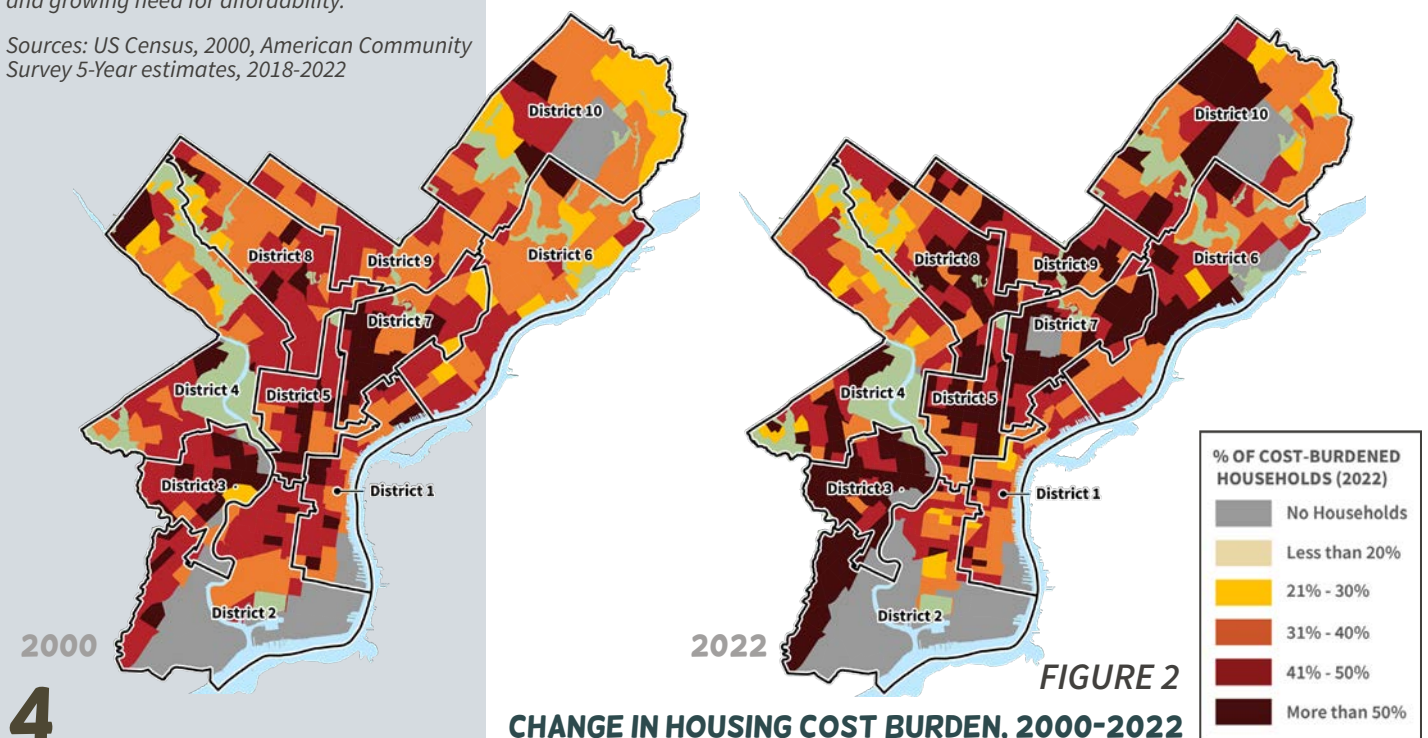 and growing need for affordability.
Sources: US Census, 2000, American Community
Survey 5-Year estimates, 2018-2022
District 10
District 6
District 8
District 9
District 7
District 4
District 5
District 3
District 1
District 2
2000
4
District 10
District 6
District 8
District 9
District 7
District 4
District 5
District 3
District 1
District 2
2022
FIGURE 2
CHANGE IN HOUSING COST BURDEN, 2000-2022
% OF COST-BURDENED
HOUSEHOLDS (2022)
No Households
Less than 20%
21% - 30%
31% - 40%
41% - 50%
More than 50%